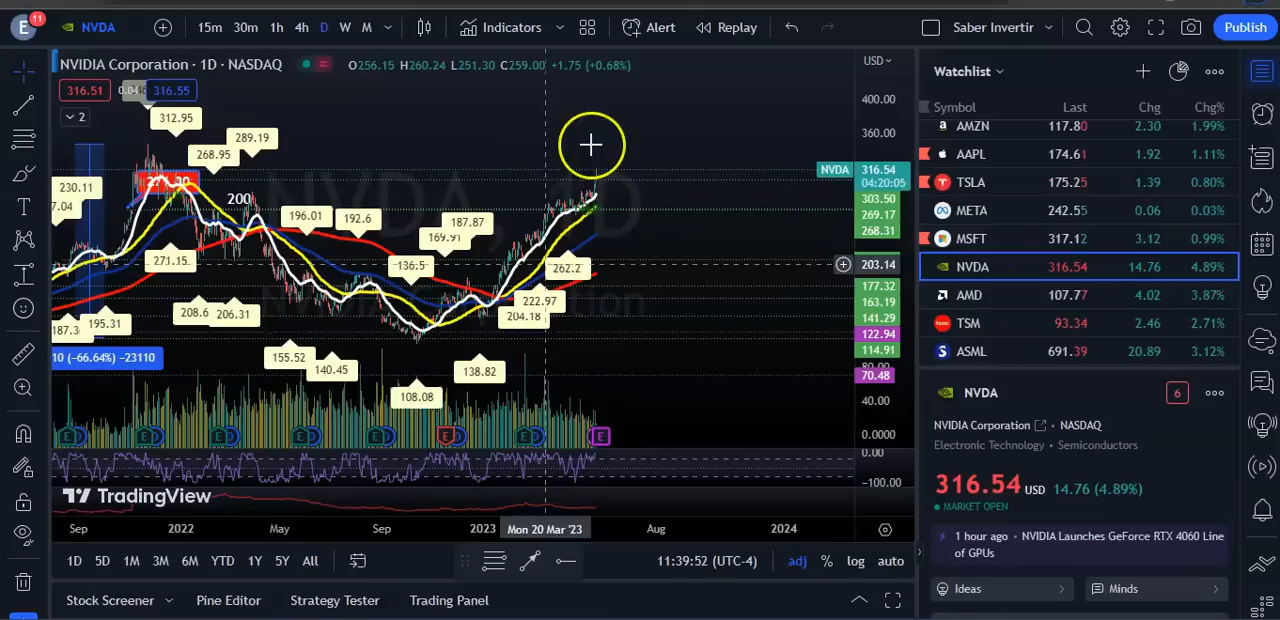 E 11 NVDA 15m 30m 1h 4h D W M Indicators Alert Replay Saber Invertir Publish
NVIDIA Corporation · 1D · NASDAQ O256.15 H260.24 L251.30 C259.00 +1.75 (+0.68%)
USD
316.51 316.55
2
400.00
360.00
312.95
289.19
268.95
230.11
200
196.01
192.6
187.87
136.5
271.15
262.2
222.97
204.18
195.31
206.31
155.52
140.45
138.82
108.08
10 (−66.64%) −23110
NVDA 316.54
04:20:05
303.50
269.17
268.31
203.14
177.32
163.19
141.29
122.94
114.91
70.48
40.00
0.0000
0.00
−100.00
NVDA, 1D
NVIDIA Corporation
TradingView
Sep 2022 May Sep 2023 Mon 20 Mar '23 Aug 2024
1D 5D 1M 3M 6M YTD 1Y 5Y All 11:39:52 (UTC-4) adj % log auto
Stock Screener Pine Editor Strategy Tester Trading Panel
Watchlist
Symbol Last Chg Chg%
AMZN 117.80 2.30 1.99%
AAPL 174.61 1.92 1.11%
TSLA 175.25 1.39 0.80%
META 242.55 0.06 0.03%
MSFT 317.12 3.12 0.99%
NVDA 316.54 14.76 4.89%
AMD 107.77 4.02 3.87%
TSM 93.34 2.46 2.71%
ASML 691.39 20.89 3.12%
NVDA 6
NVIDIA Corporation • NASDAQ
Electronic Technology • Semiconductors
316.54 USD 14.76 (4.89%)
MARKET OPEN
1 hour ago • NVIDIA Launches GeForce RTX 4060 Line
of GPUs
Ideas Minds